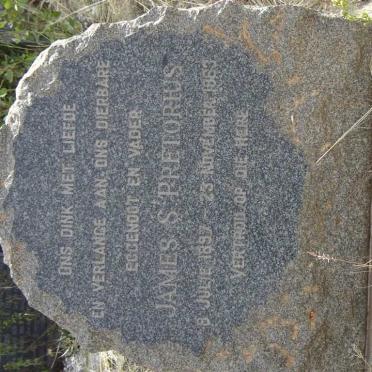 ONS DINK MET LIEFDE
EN VERLANGE AAN ONS DIERBARE
EGGENOOT EN VADER
JAMES S. PRETORIUS
8 JULIE 1897 – 23 NOVEMBER 1963
VERTROU OP DIE HERE